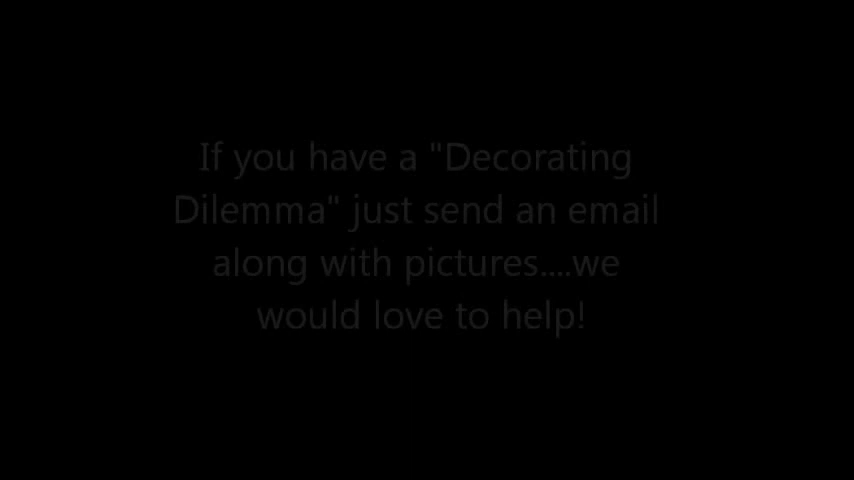 If you have a "Decorating
Dilemma" just send an email
along with pictures....we
would love to help!